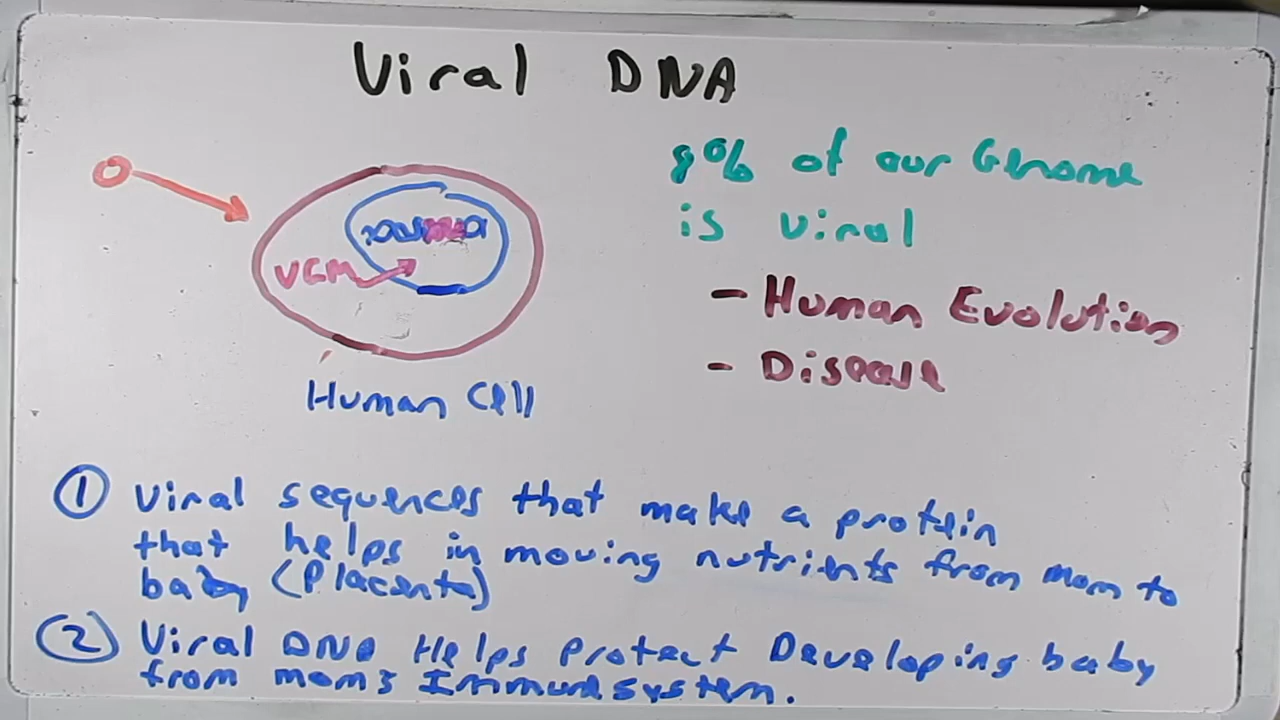 Viral DNA
8% of our Genome
is viral
- Human Evolution
- Disease
VGM
Human Cell
① Viral sequences that make a protein
that helps in moving nutrients from mom to
baby (Placenta)
② Viral DNA Helps Protect Developing baby
from mom's Immune system.